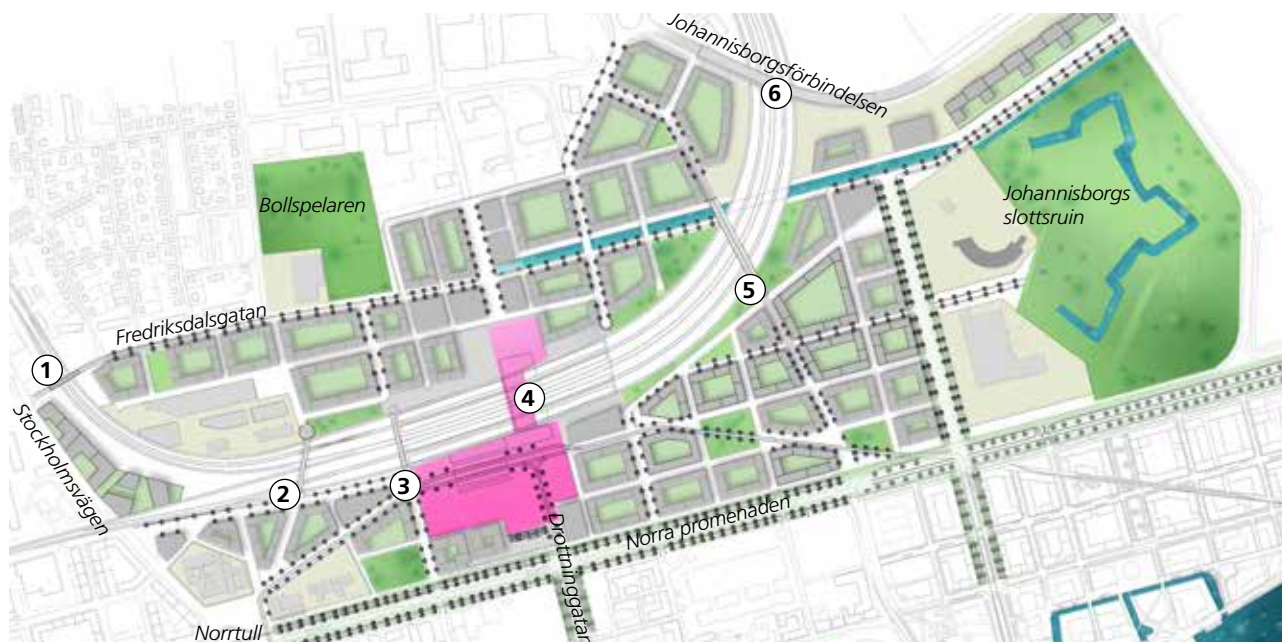 Johannisborgsförbindelsen
6
Bollspelaren
Johannisborgs
slottsruin
5
Fredriksdalsgatan
1
4
Stockholmsvägen
2
3
Norra promenaden
Drottninggatan
Norrtull